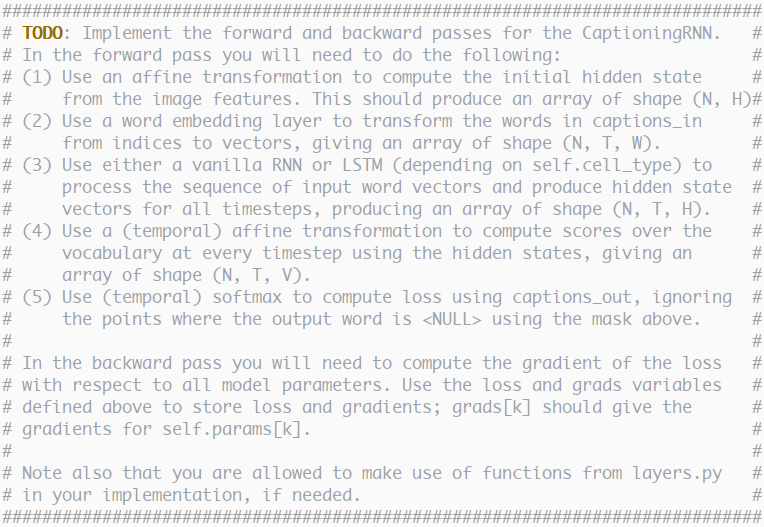 ############################################################################
# TODO: Implement the forward and backward passes for the CaptioningRNN.   #
# In the forward pass you will need to do the following:                   #
# (1) Use an affine transformation to compute the initial hidden state     #
#     from the image features. This should produce an array of shape (N, H)#
# (2) Use a word embedding layer to transform the words in captions_in     #
#     from indices to vectors, giving an array of shape (N, T, W).         #
# (3) Use either a vanilla RNN or LSTM (depending on self.cell_type) to    #
#     process the sequence of input word vectors and produce hidden state  #
#     vectors for all timesteps, producing an array of shape (N, T, H).    #
# (4) Use a (temporal) affine transformation to compute scores over the    #
#     vocabulary at every timestep using the hidden states, giving an      #
#     array of shape (N, T, V).                                            #
# (5) Use (temporal) softmax to compute loss using captions_out, ignoring  #
#     the points where the output word is <NULL> using the mask above.     #
#                                                                          #
# In the backward pass you will need to compute the gradient of the loss   #
# with respect to all model parameters. Use the loss and grads variables   #
# defined above to store loss and gradients; grads[k] should give the      #
# gradients for self.params[k].                                            #
#                                                                          #
# Note also that you are allowed to make use of functions from layers.py   #
# in your implementation, if needed.                                       #
############################################################################